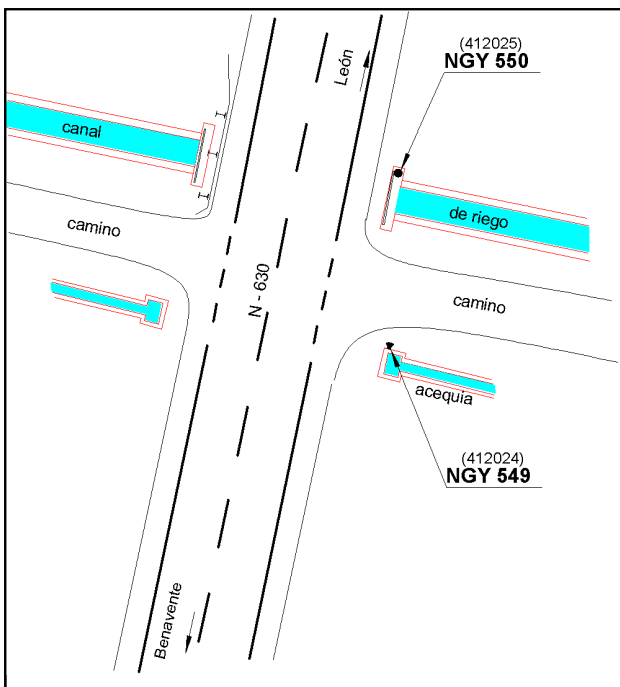 (412025)
NGY 550
León
canal
de riego
camino
N - 630
camino
acequia
(412024)
NGY 549
Benavente